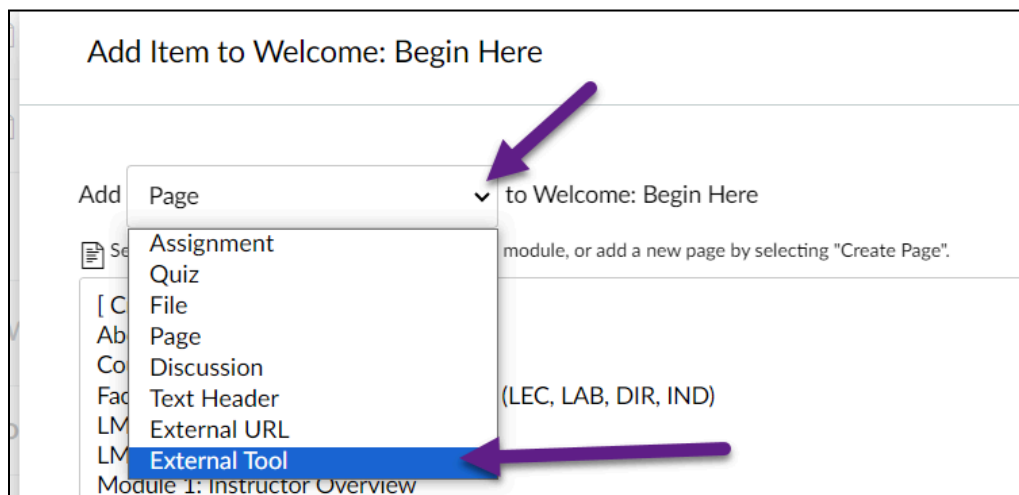 Add Item to Welcome: Begin Here
Add Page to Welcome: Begin Here
Assignment
module, or add a new page by selecting "Create Page".
Quiz
File
Page
Discussion
Text Header
(LEC, LAB, DIR, IND)
External URL
External Tool
Module 1: Instructor Overview